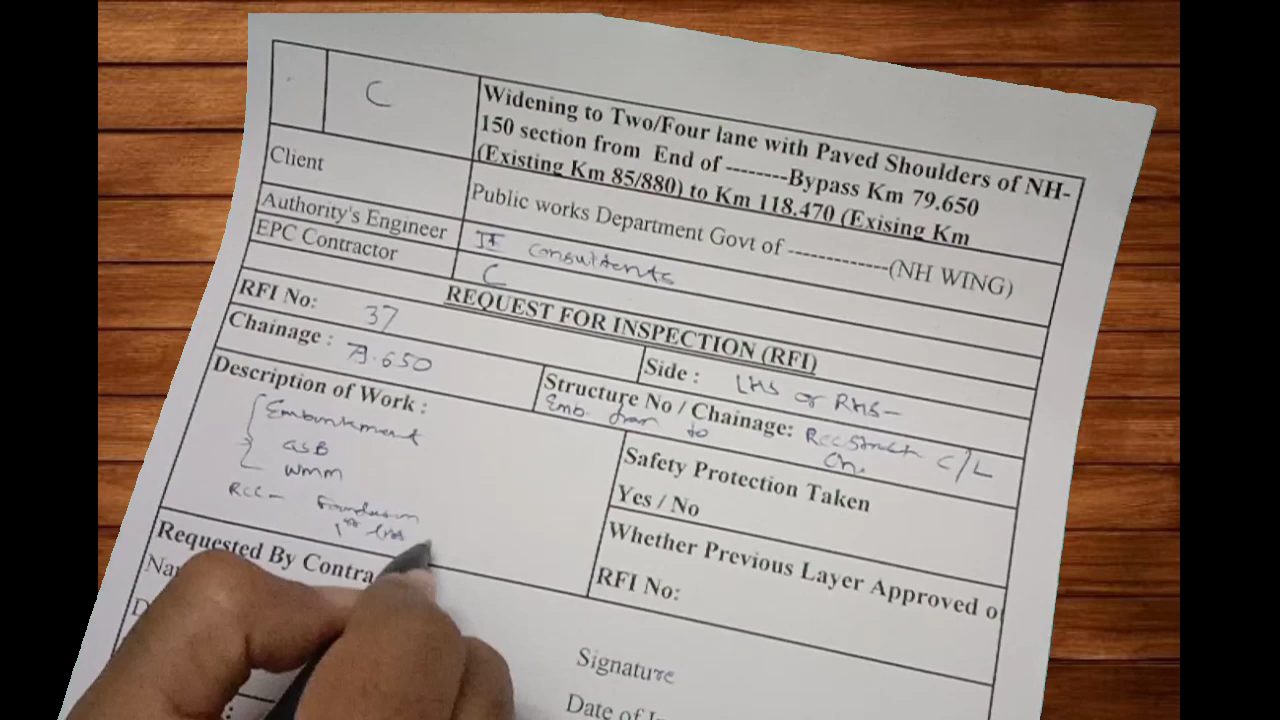 C
Widening to Two/Four lane with Paved Shoulders of NH-
150 section from End of --------Bypass Km 79.650
(Existing Km 85/880) to Km 118.470 (Exising Km
Client
Public works Department Govt of -------------(NH WING)
Authority's Engineer
Consultents
EPC Contractor
C
REQUEST FOR INSPECTION (RFI)
RFI No: 37
Side : LHS or RHS-
Chainage : 79.650
Structure No / Chainage: RCC Struct C/L
Emb. from to Ch.
Description of Work :
Embankment
GSB
WMM
RCC- Foundation
1st
Safety Protection Taken
Yes / No
Whether Previous Layer Approved o
RFI No:
Requested By Contra
Na
D
Signature
Date of I